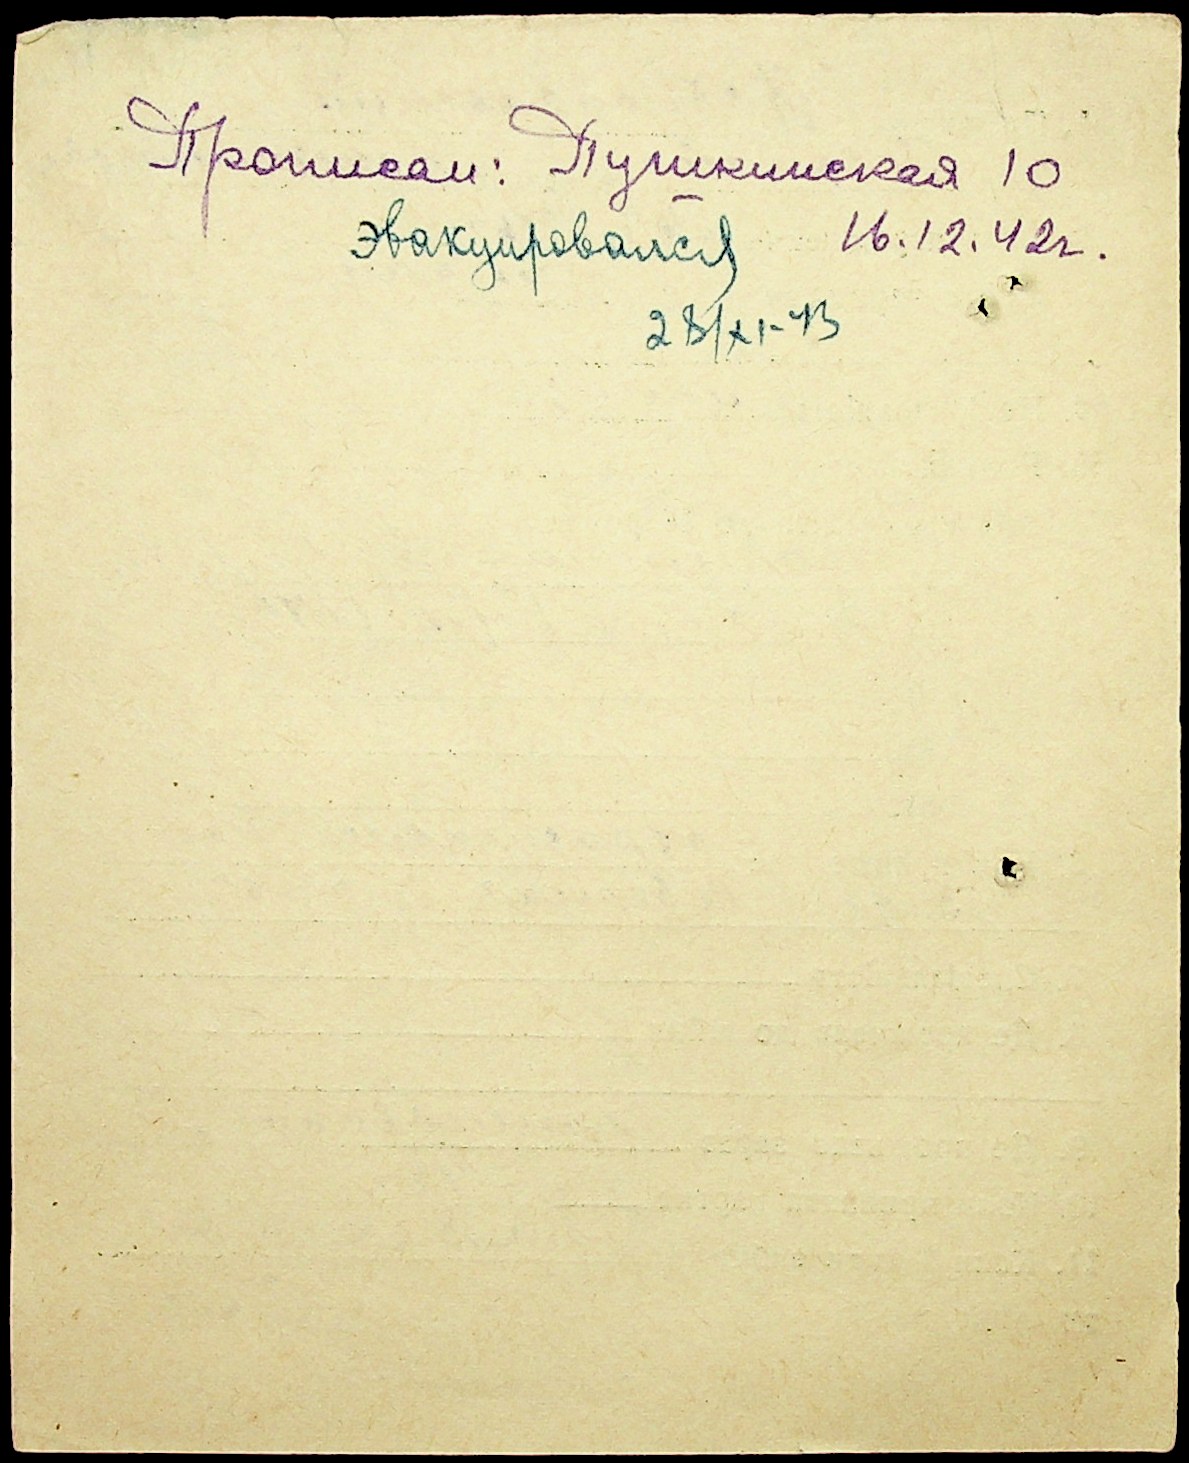 Прописан: Пушкинская 10
16.12.42г.
эвакуировался
28/XI-43